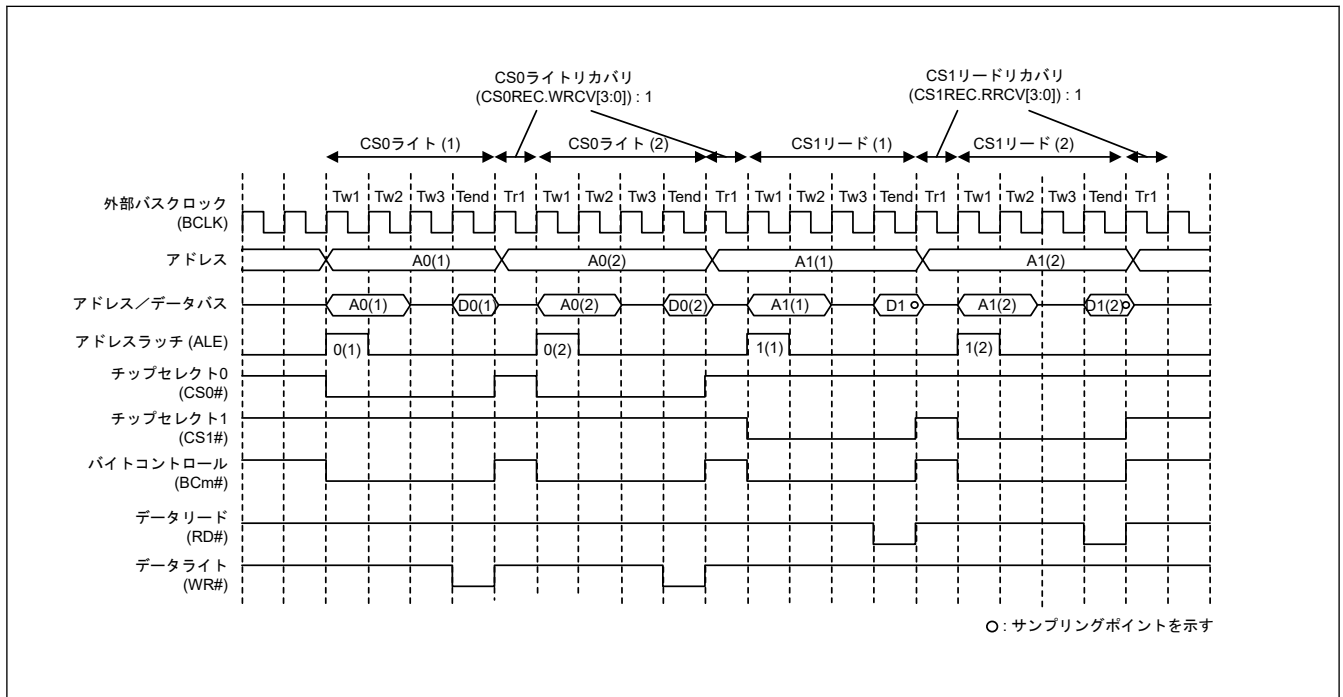 CS0ライトリカバリ
(CS0REC.WRCV[3:0]) : 1
CS1リードリカバリ
(CS1REC.RRCV[3:0]) : 1
CS0ライト (1)
CS0ライト (2)
CS1リード (1)
CS1リード (2)
Tw1 Tw2 Tw3 Tend Tr1 Tw1 Tw2 Tw3 Tend Tr1 Tw1 Tw2 Tw3 Tend Tr1 Tw1 Tw2 Tw3 Tend Tr1
外部バスクロック
(BCLK)
アドレス
A0(1) A0(2) A1(1) A1(2)
アドレス／データバス
A0(1) D0(1) A0(2) D0(2) A1(1) D1 A1(2) D1(2)
アドレスラッチ (ALE)
0(1) 0(2) 1(1) 1(2)
チップセレクト0
(CS0#)
チップセレクト1
(CS1#)
バイトコントロール
(BCm#)
データリード
(RD#)
データライト
(WR#)
: サンプリングポイントを示す